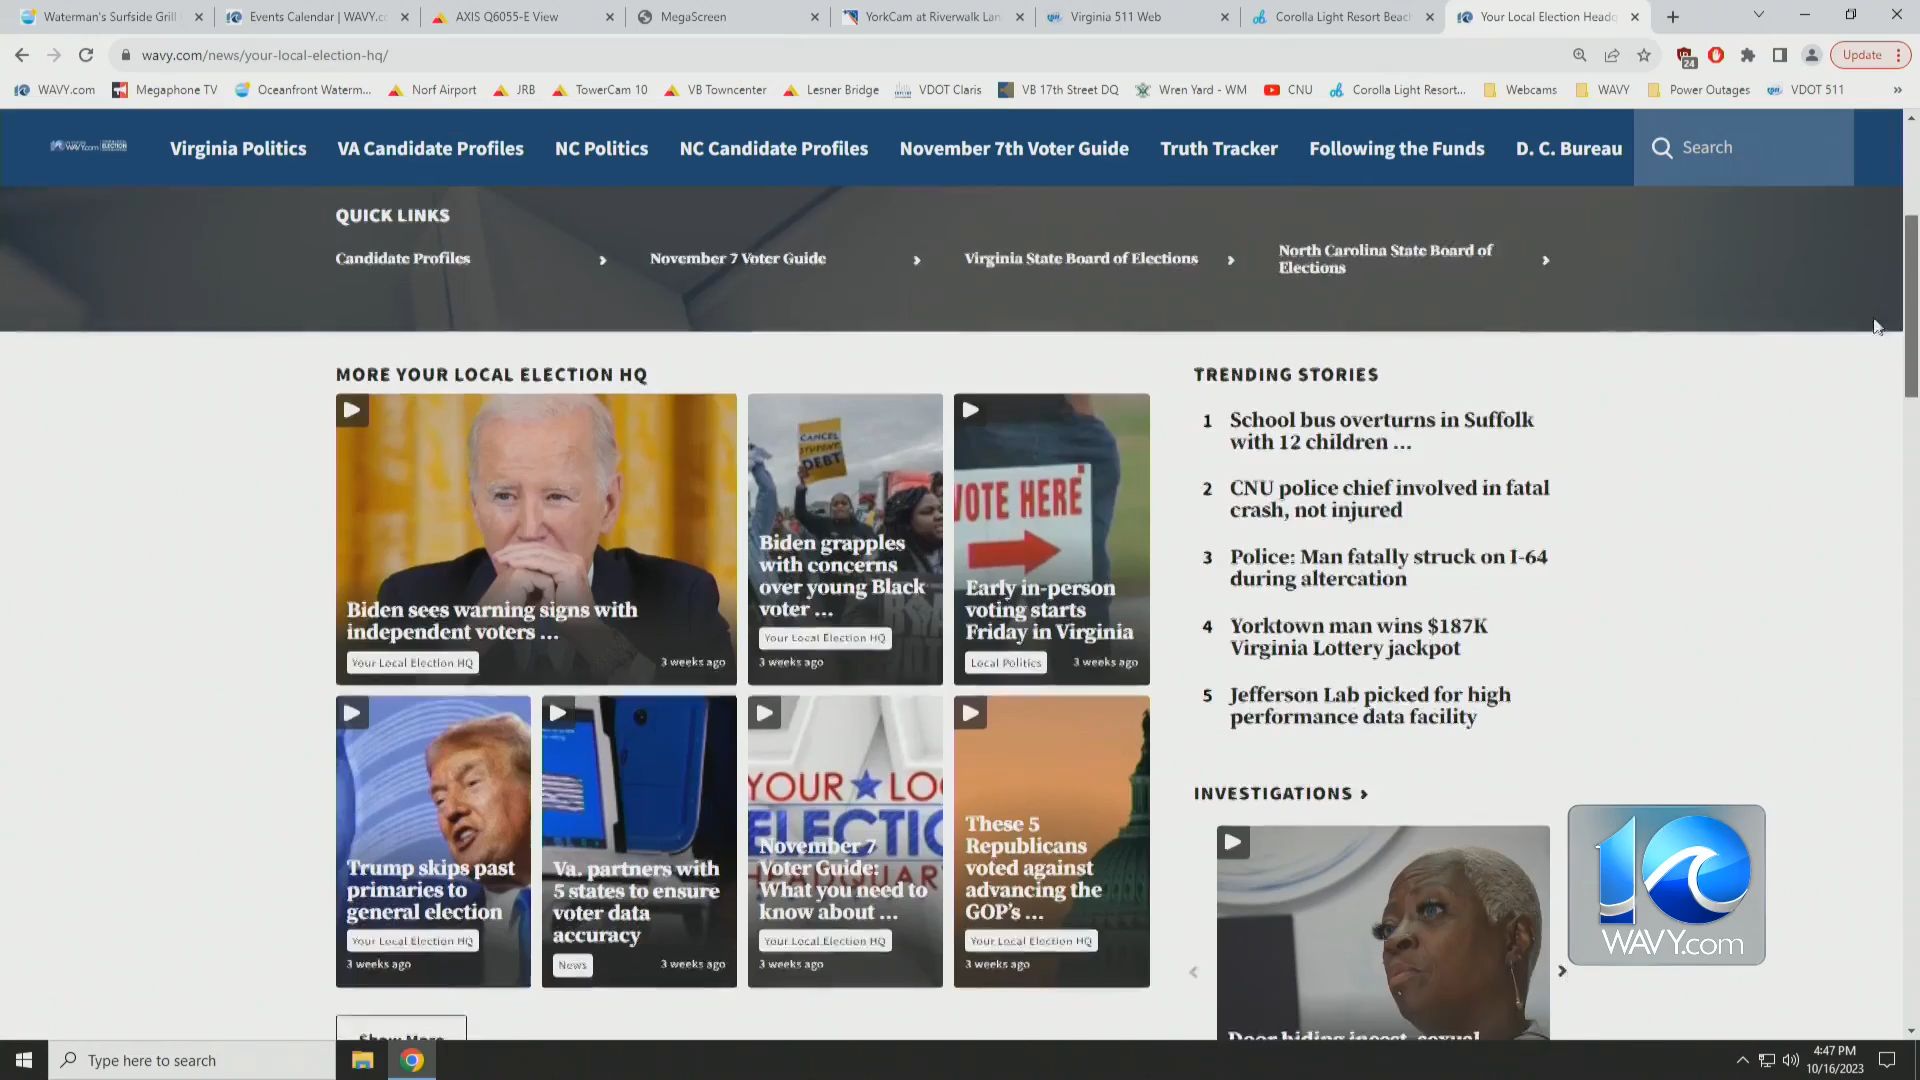 Waterman's Surfside Grill
Events Calendar | WAVY.c
AXIS Q6055-E View
MegaScreen
YorkCam at Riverwalk Lan
Virginia 511 Web
Corolla Light Resort Beac
Your Local Election Headq
wavy.com/news/your-local-election-hq/
24
Update
WAVY.com
Megaphone TV
Oceanfront Waterm...
Norf Airport
JRB
TowerCam 10
VB Towncenter
Lesner Bridge
VDOT Claris
VB 17th Street DQ
Wren Yard - WM
CNU
Corolla Light Resort...
Webcams
WAVY
Power Outages
VDOT 511
»
WAVY.com ELECTION
Virginia Politics
VA Candidate Profiles
NC Politics
NC Candidate Profiles
November 7th Voter Guide
Truth Tracker
Following the Funds
D. C. Bureau
Search
QUICK LINKS
Candidate Profiles
November 7 Voter Guide
Virginia State Board of Elections
North Carolina State Board of
Elections
MORE YOUR LOCAL ELECTION HQ
CANCEL
STUDENT
DEBT
VOTE HERE
Biden sees warning signs with
independent voters ...
Your Local Election HQ
3 weeks ago
Biden grapples
with concerns
over young Black
voter ...
Your Local Election HQ
3 weeks ago
Early in-person
voting starts
Friday in Virginia
Local Politics
3 weeks ago
Trump skips past
primaries to
general election
Your Local Election HQ
3 weeks ago
Va. partners with
5 states to ensure
voter data
accuracy
News
3 weeks ago
YOUR LO
ELECTIO
HEADQUAR
November 7
Voter Guide:
What you need to
know about ...
Your Local Election HQ
3 weeks ago
These 5
Republicans
voted against
advancing the
GOP's ...
Your Local Election HQ
3 weeks ago
Show More
TRENDING STORIES
1 School bus overturns in Suffolk
with 12 children ...
2 CNU police chief involved in fatal
crash, not injured
3 Police: Man fatally struck on I-64
during altercation
4 Yorktown man wins $187K
Virginia Lottery jackpot
5 Jefferson Lab picked for high
performance data facility
INVESTIGATIONS
10
WAVY.com
Type here to search
4:47 PM
10/16/2023